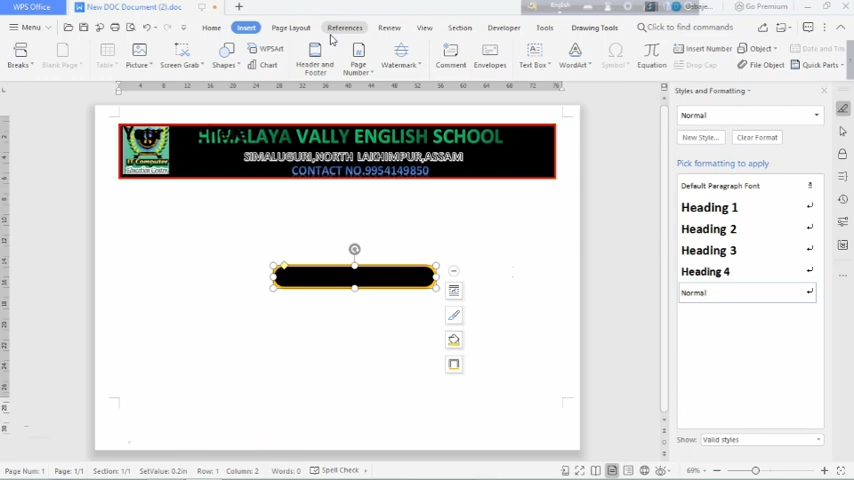 WPS Office
New DOC Document (2).doc
English
Go Premium
Menu
Home
Insert
Page Layout
References
Review
View
Section
Developer
Tools
Drawing Tools
Click to find commands
Breaks
Blank Page
Table
Picture
Screen Grab
Shapes
WPSArt
Chart
Header and Footer
Page Number
Watermark
Comment
Envelopes
Text Box
WordArt
Symbol
Equation
Insert Number
Drop Cap
Object
File Object
Date and Tim
Quick Parts
HIMALAYA VALLY ENGLISH SCHOOL
SIMALUGURI,NORTH LAKHIMPUR,ASSAM
CONTACT NO.9954149850
IT Computer
Education Center
Styles and Formatting
Normal
New Style...
Clear Format
Pick formatting to apply
Default Paragraph Font
Heading 1
Heading 2
Heading 3
Heading 4
Normal
Show: Valid styles
Page Num: 1
Page: 1/1
Section: 1/1
SetValue: 0.2in
Row: 1
Column: 2
Words: 0
Spell Check
69%